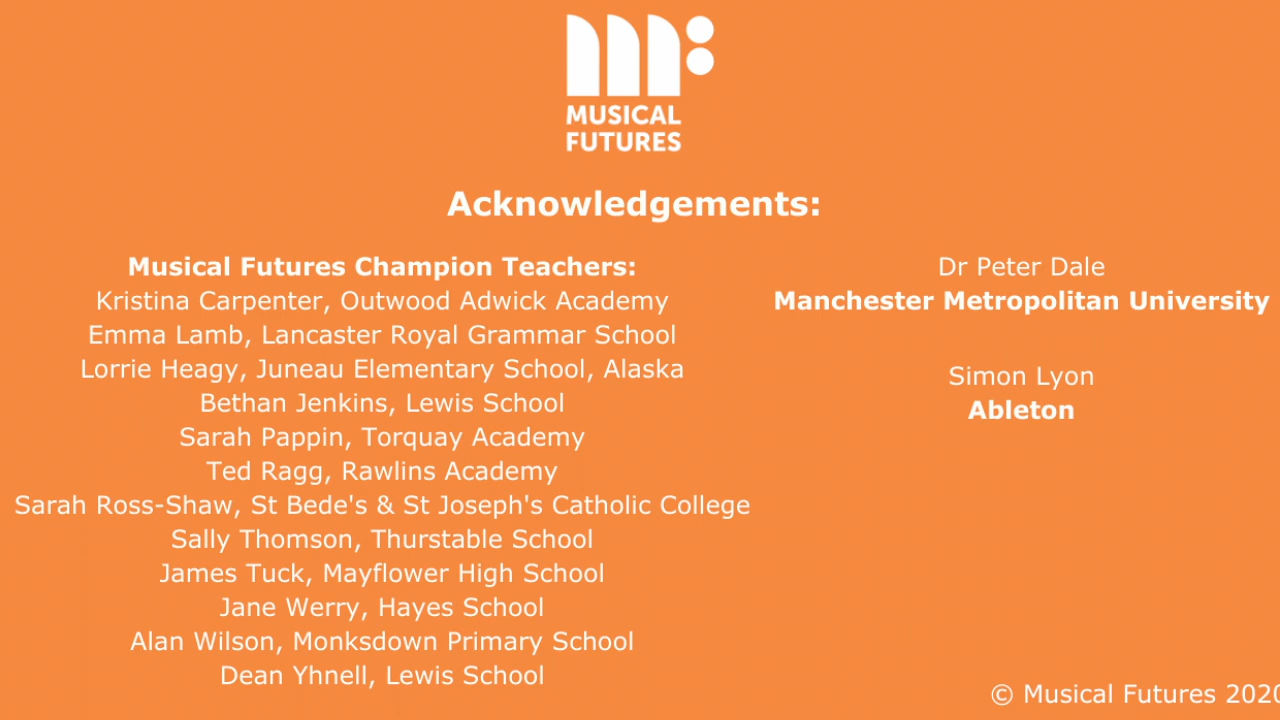 MUSICAL
FUTURES
Acknowledgements:
Musical Futures Champion Teachers:
Kristina Carpenter, Outwood Adwick Academy
Emma Lamb, Lancaster Royal Grammar School
Lorrie Heagy, Juneau Elementary School, Alaska
Bethan Jenkins, Lewis School
Sarah Pappin, Torquay Academy
Ted Ragg, Rawlins Academy
Sarah Ross-Shaw, St Bede's & St Joseph's Catholic College
Sally Thomson, Thurstable School
James Tuck, Mayflower High School
Jane Werry, Hayes School
Alan Wilson, Monksdown Primary School
Dean Yhnell, Lewis School
Dr Peter Dale
Manchester Metropolitan University
Simon Lyon
Ableton
© Musical Futures 2020